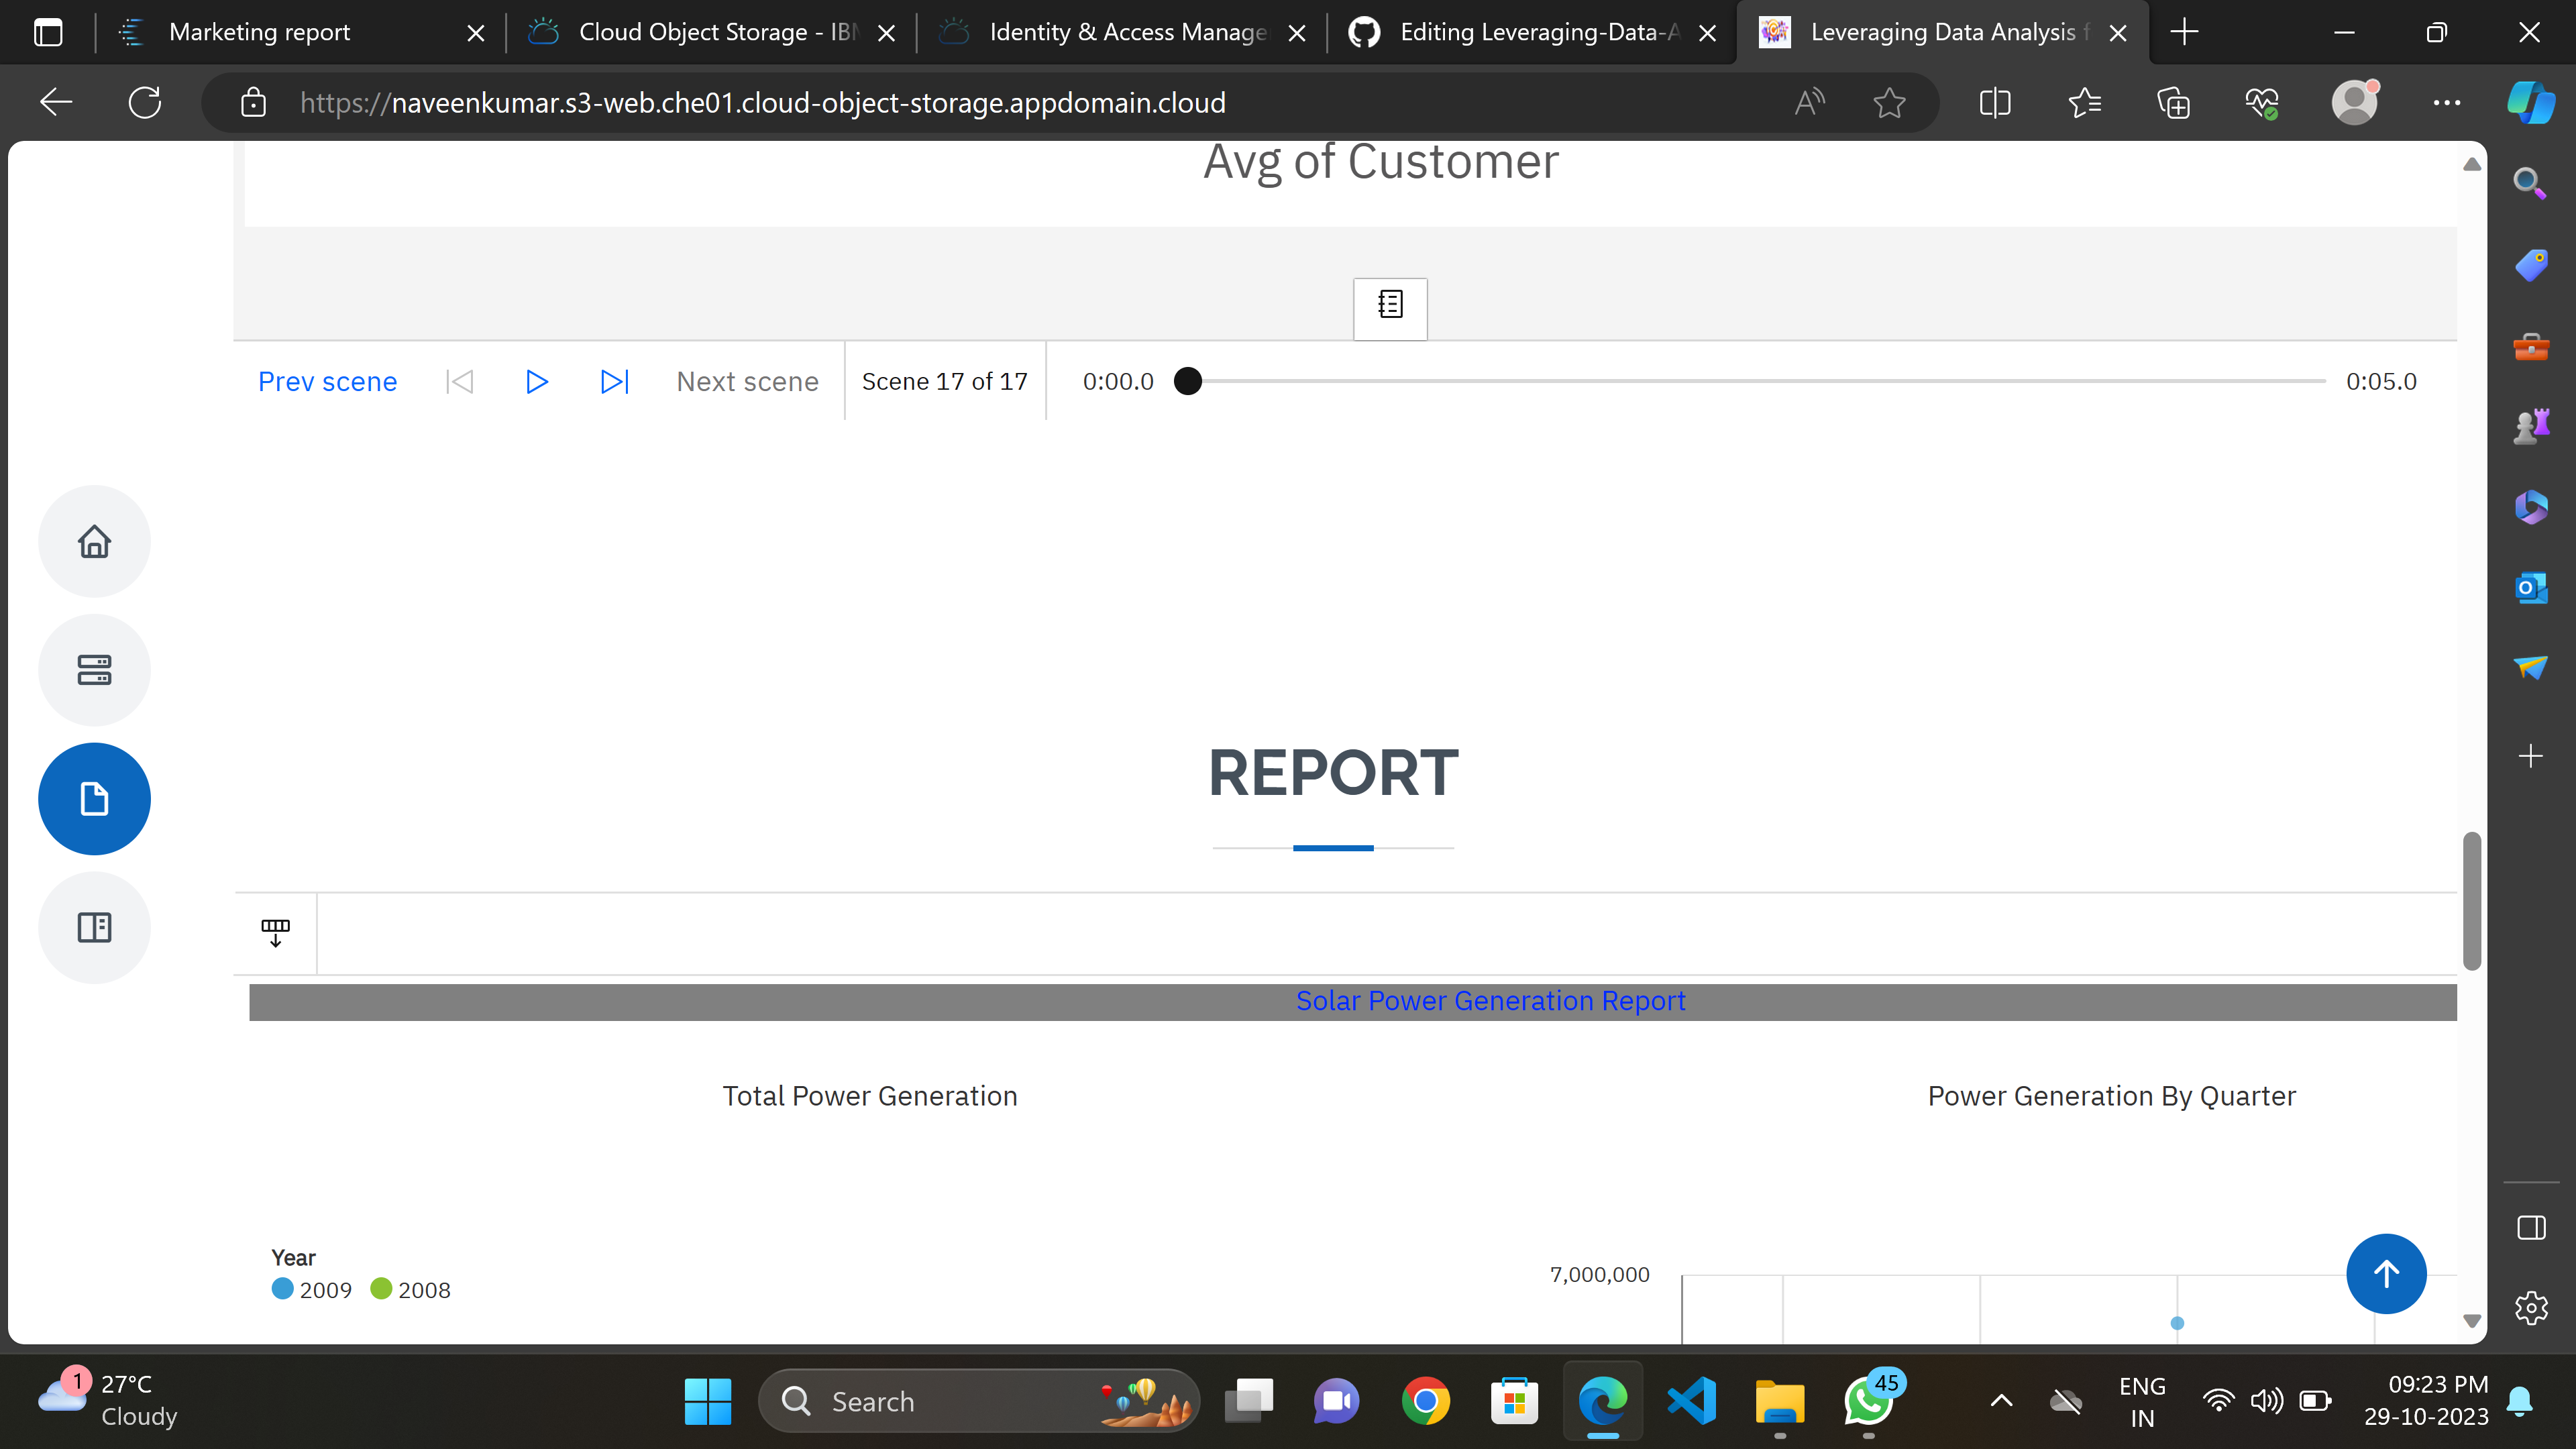 Marketing report
Cloud Object Storage - IBM
Identity & Access Manage
Editing Leveraging-Data-A
Leveraging Data Analysis f
https://naveenkumar.s3-web.che01.cloud-object-storage.appdomain.cloud
Avg of Customer
Prev scene
Next scene
Scene 17 of 17
0:00.0
0:05.0
REPORT
Solar Power Generation Report
Total Power Generation
Power Generation By Quarter
Year
2009 2008
7,000,000
1
27°C
Cloudy
Search
45
ENG
IN
09:23 PM
29-10-2023